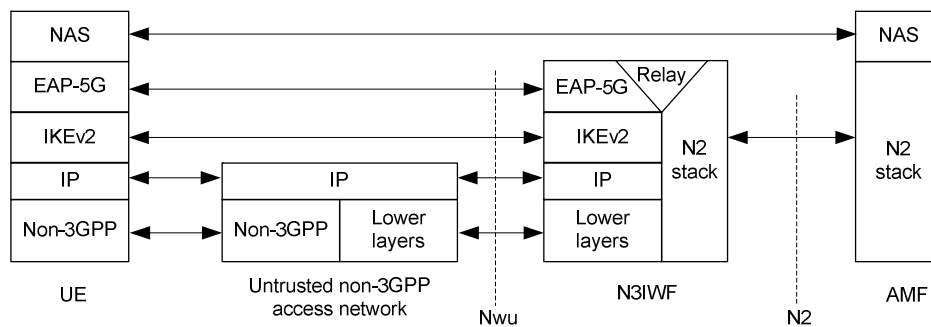 NAS
NAS
EAP-5G
EAP-5G
Relay
IKEv2
IKEv2
N2
stack
N2
stack
IP
IP
IP
Non-3GPP
Non-3GPP
Lower
layers
Lower
layers
UE
Untrusted non-3GPP
access network
N3IWF
AMF
Nwu
N2